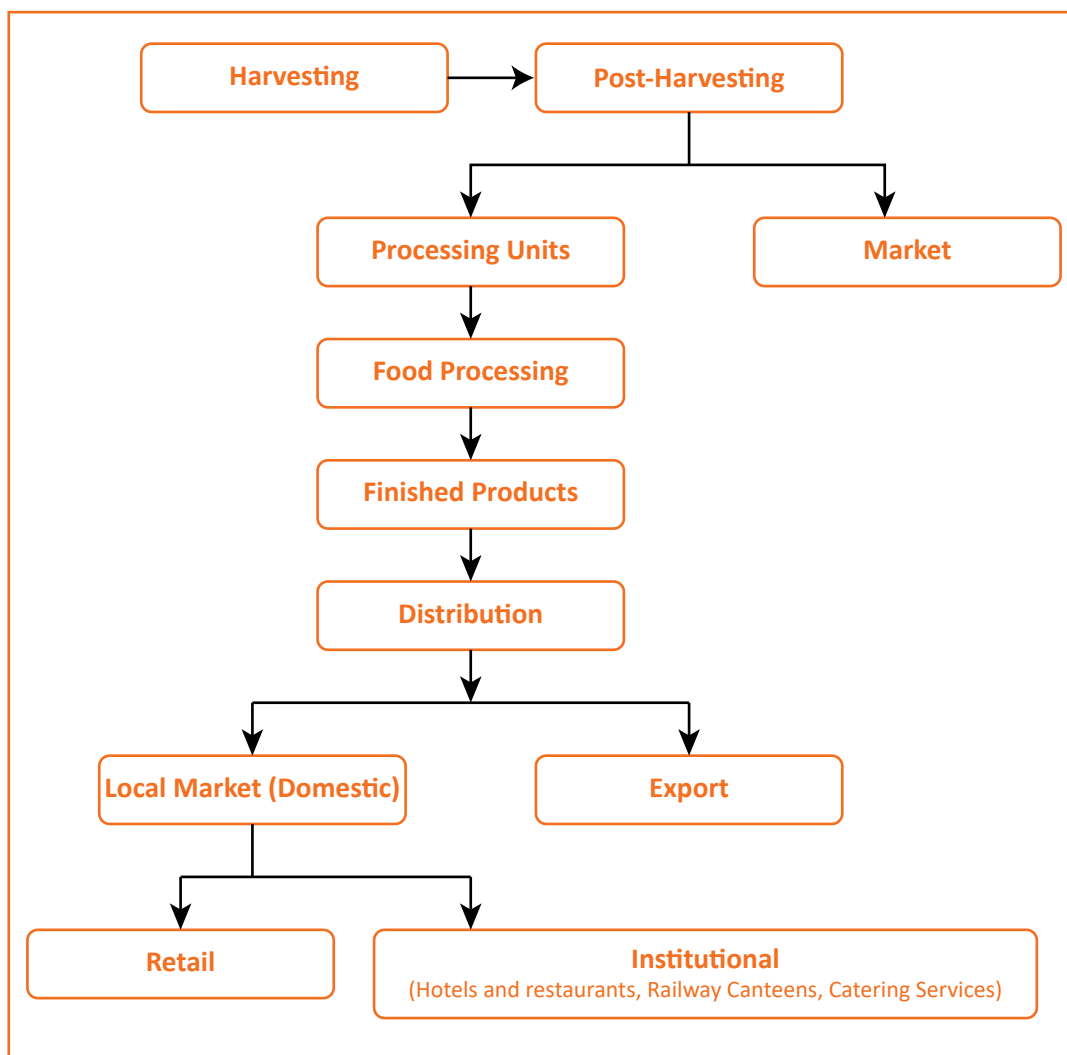 Harvesting
Post-Harvesting
Processing Units
Market
Food Processing
Finished Products
Distribution
Local Market (Domestic)
Export
Retail
Institutional
(Hotels and restaurants, Railway Canteens, Catering Services)